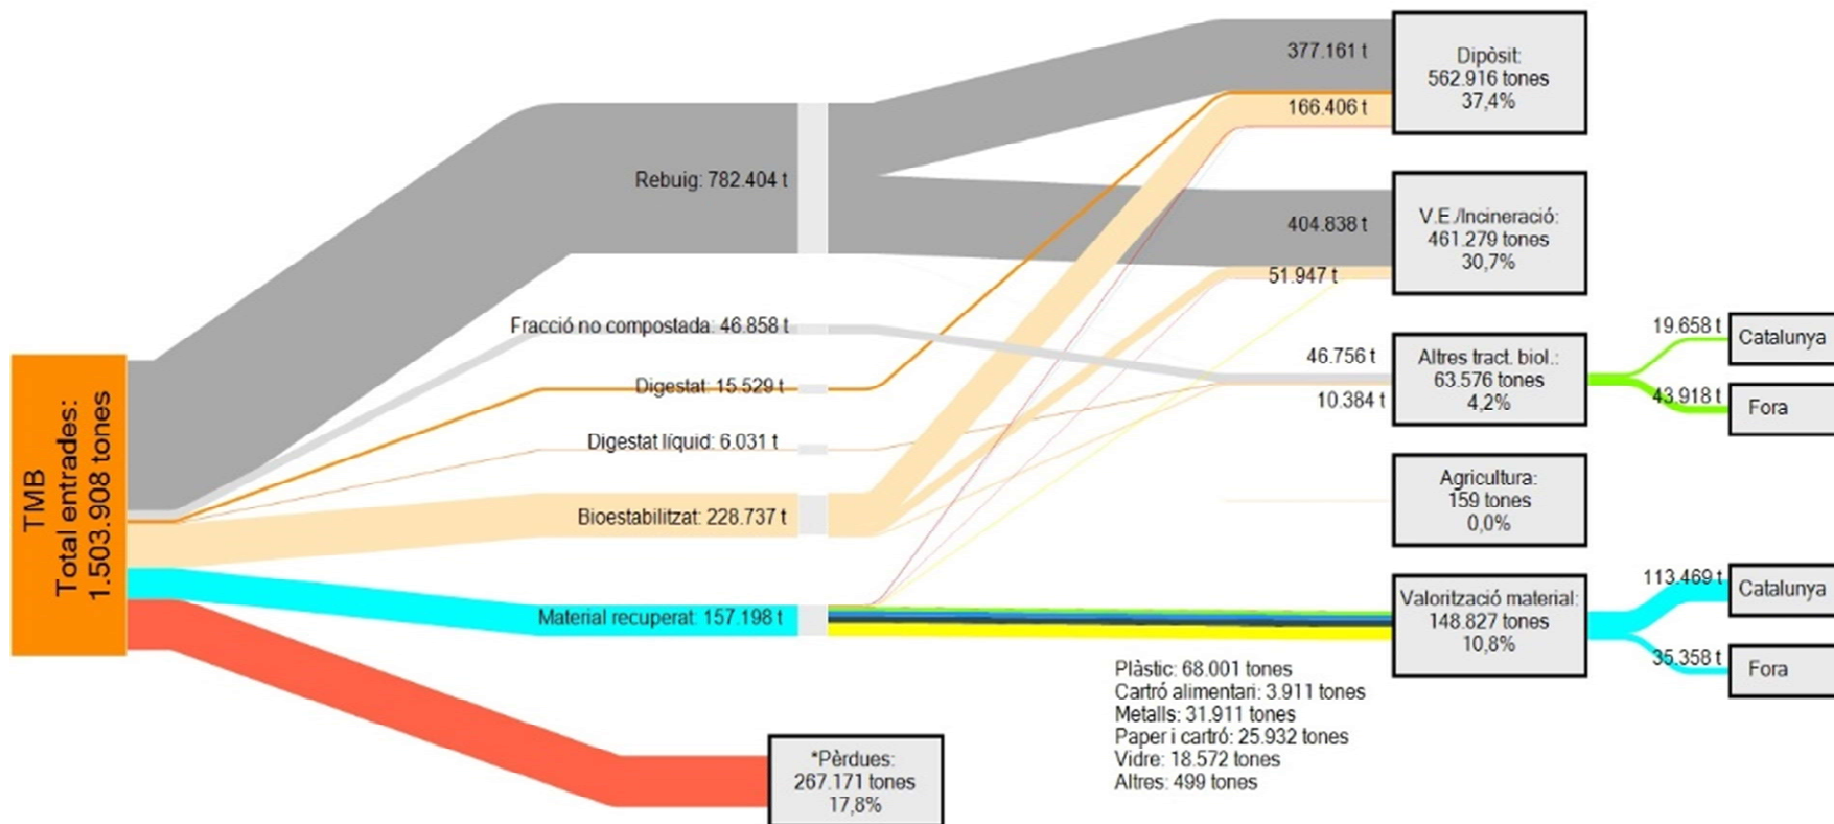 TMB
Total entrades:
1.503.908 tones
Rebuig: 782.404 t
Fracció no compostada: 46.858 t
Digestat: 15.529 t
Digestat líquid: 6.031 t
Bioestabilitzat: 228.737 t
Material recuperat: 157.198 t
*Pèrdues:
267.171 tones
17,8%
377.161 t
166.406 t
404.838 t
51.947 t
46.756 t
10.384 t
Dipòsit:
562.916 tones
37,4%
V.E./Incineració:
461.279 tones
30,7%
Altres tract. biol.:
63.576 tones
4,2%
19.658 t
Catalunya
43.918 t
Fora
Agricultura:
159 tones
0,0%
Valorització material:
148.827 tones
10,8%
113.469 t
Catalunya
35.358 t
Fora
Plàstic: 68.001 tones
Cartró alimentari: 3.911 tones
Metalls: 31.911 tones
Paper i cartró: 25.932 tones
Vidre: 18.572 tones
Altres: 499 tones